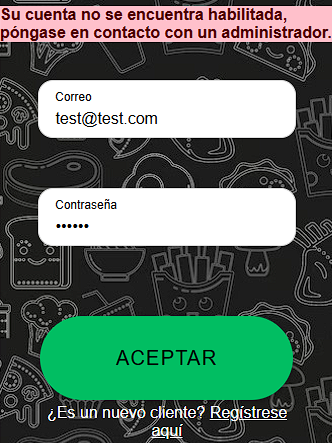 Su cuenta no se encuentra habilitada,
póngase en contacto con un administrador.
Correo
test@test.com
Contraseña
••••••
ACEPTAR
¿Es un nuevo cliente? Regístrese
aquí